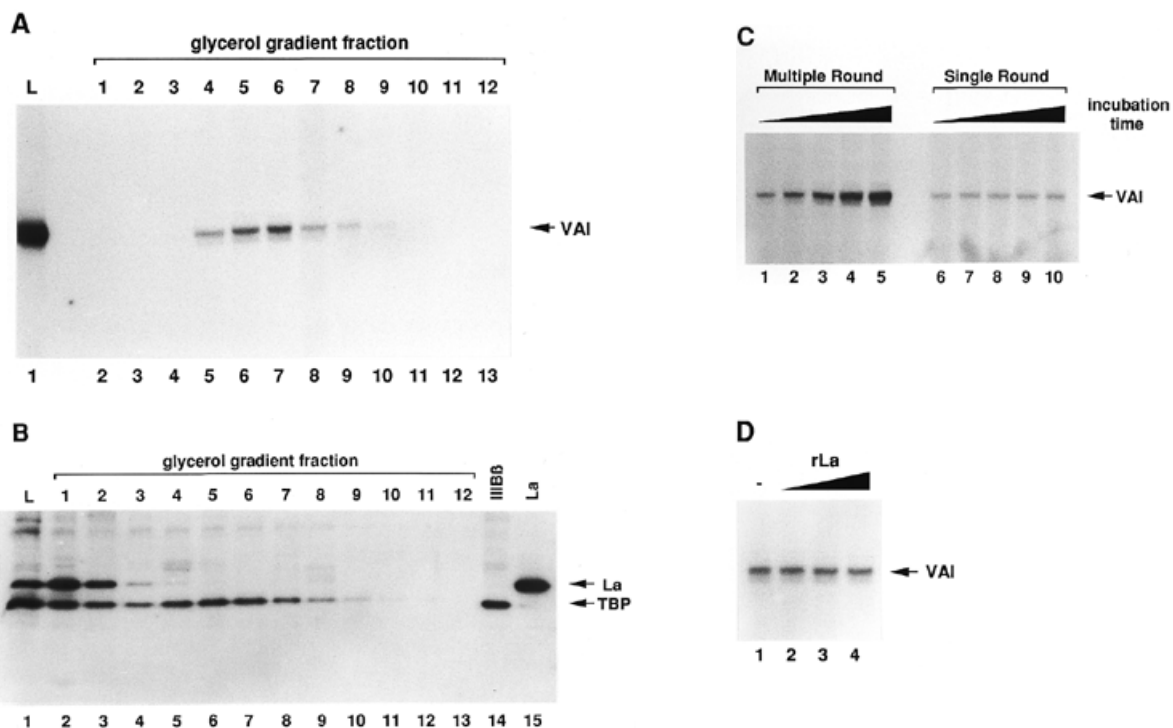 A
glycerol gradient fraction
L 1 2 3 4 5 6 7 8 9 10 11 12
VAI
1 2 3 4 5 6 7 8 9 10 11 12 13
B
glycerol gradient fraction
L 1 2 3 4 5 6 7 8 9 10 11 12 IIIBß La
La
TBP
1 2 3 4 5 6 7 8 9 10 11 12 13 14 15
C
Multiple Round Single Round
incubation
time
VAI
1 2 3 4 5 6 7 8 9 10
D
rLa
-
VAI
1 2 3 4